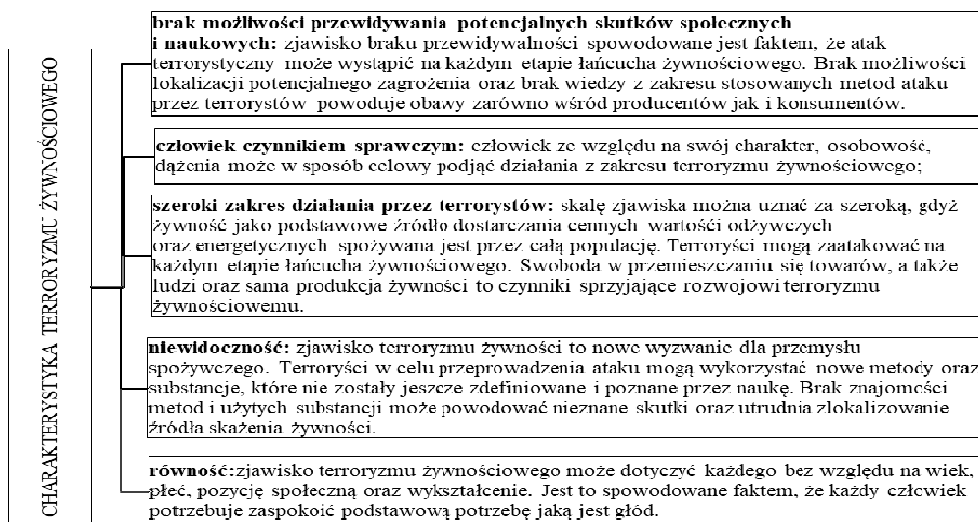 CHARAKTERYSTYKA TERRORYZMU ŻYWNOŚCIOWEGO
brak możliwości przewidywania potencjalnych skutków społecznych
i naukowych: zjawisko braku przewidywalności spowodowane jest faktem, że atak
terrorystyczny może wystąpić na każdym etapie łańcucha żywnościowego. Brak możliwości
lokalizacji potencjalnego zagrożenia oraz brak wiedzy z zakresu stosowanych metod ataku
przez terrorystów powoduje obawy zarówno wśród producentów jak i konsumentów.
człowiek czynnikiem sprawczym: człowiek ze względu na swój charakter, osobowość,
dążenia może w sposób celowy podjąć działania z zakresu terroryzmu żywnościowego;
szeroki zakres działania przez terrorystów: skalę zjawiska można uznać za szeroką, gdyż
żywność jako podstawowe źródło dostarczania cennych wartośći odżywczych
oraz energetycznych spożywana jest przez całą populację. Terroryści mogą zaatakować na
każdym etapie łańcucha żywnościowego. Swoboda w przemieszczaniu się towarów, a także
ludzi oraz sama produkcja żywności to czynniki sprzyjające rozwojowi terroryzmu
żywnościowemu.
niewidoczność: zjawisko terroryzmu żywności to nowe wyzwanie dla przemysłu
spożywczego. Terroryści w celu przeprowadzenia ataku mogą wykorzystać nowe metody oraz
substancje, które nie zostały jeszcze zdefiniowane i poznane przez naukę. Brak znajomości
metod i użytych substancji może powodować nieznane skutki oraz utrudnia zlokalizowanie
źródła skażenia żywności.
równość:zjawisko terroryzmu żywnościowego może dotyczyć każdego bez względu na wiek,
płeć, pozycję społeczną oraz wykształcenie. Jest to spowodowane faktem, że każdy człowiek
potrzebuje zaspokoić podstawową potrzebę jaką jest głód.